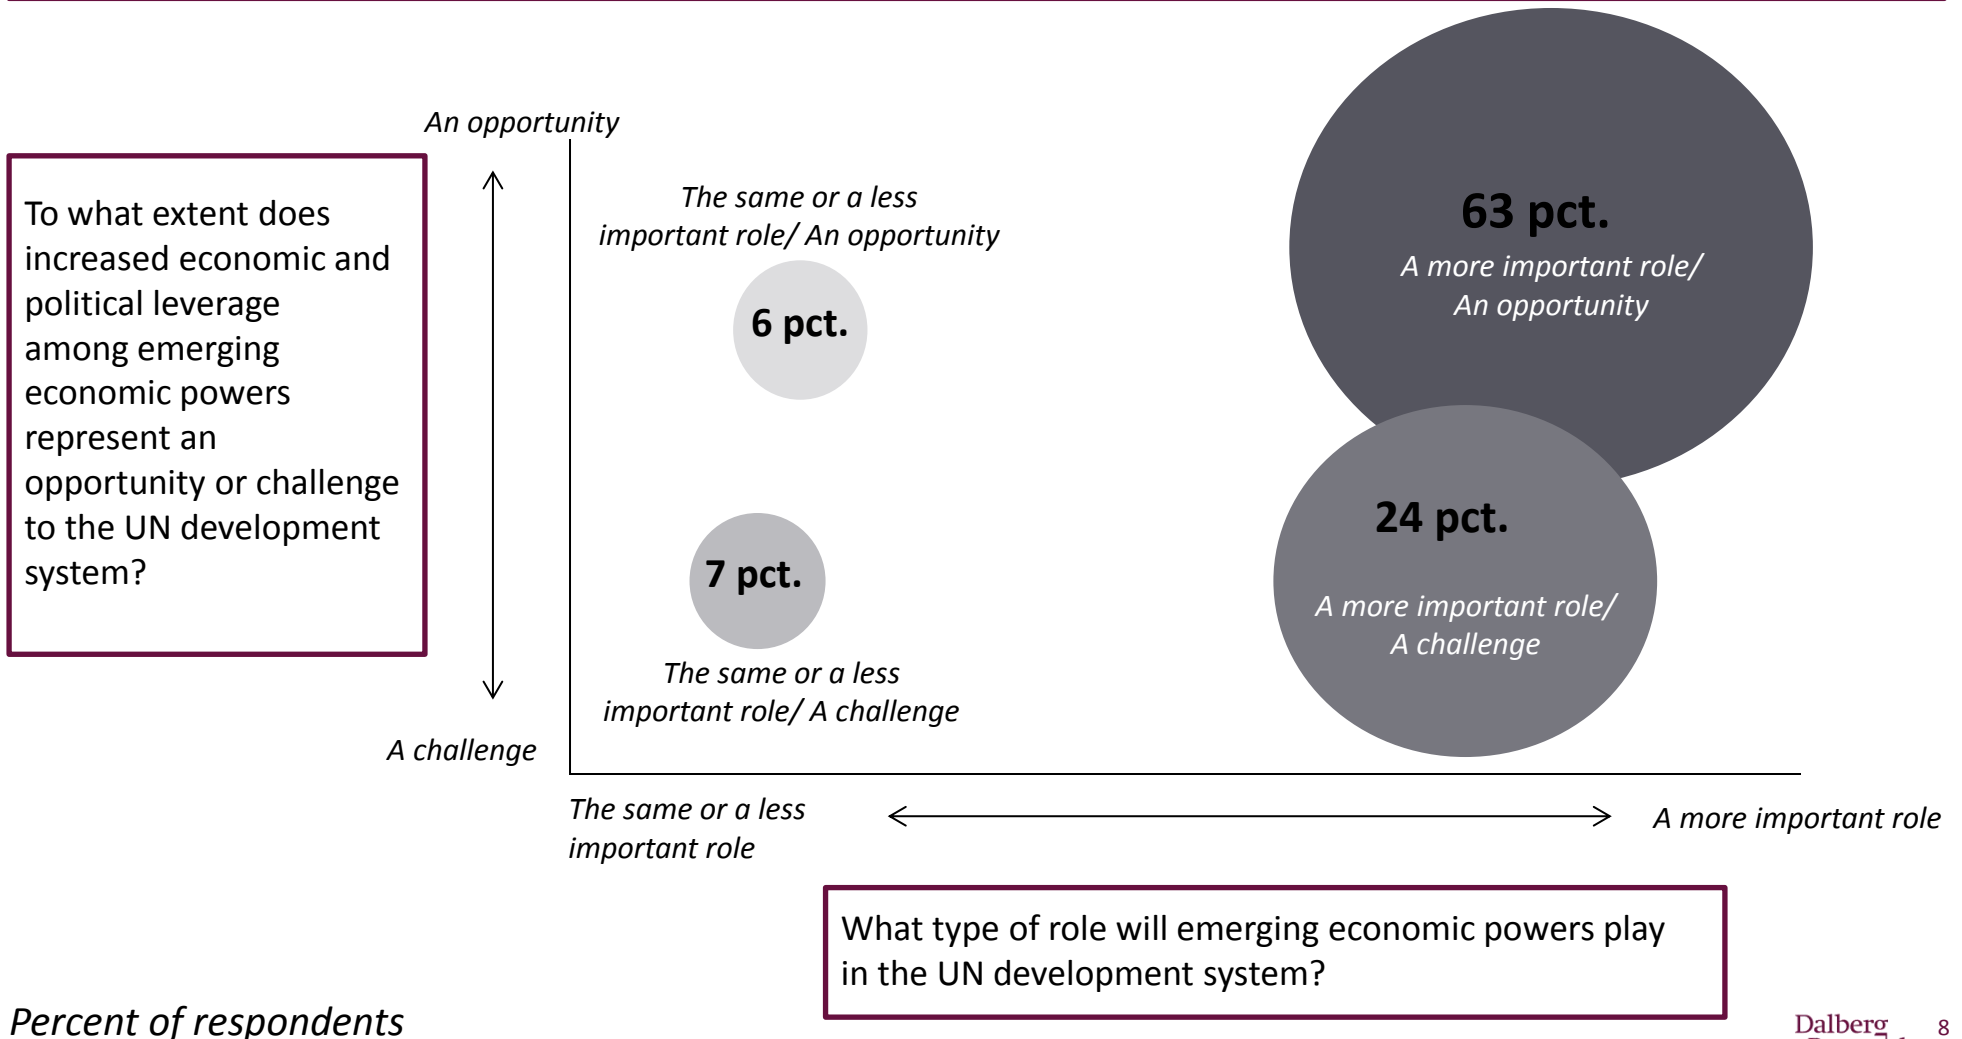 An opportunity
To what extent does
increased economic and
political leverage
among emerging
economic powers
represent an
opportunity or challenge
to the UN development
system?
The same or a less
important role/ An opportunity
6 pct.
63 pct.
A more important role/
An opportunity
7 pct.
The same or a less
important role/ A challenge
24 pct.
A more important role/
A challenge
A challenge
The same or a less
important role
A more important role
What type of role will emerging economic powers play
in the UN development system?
Percent of respondents
Dalberg
8